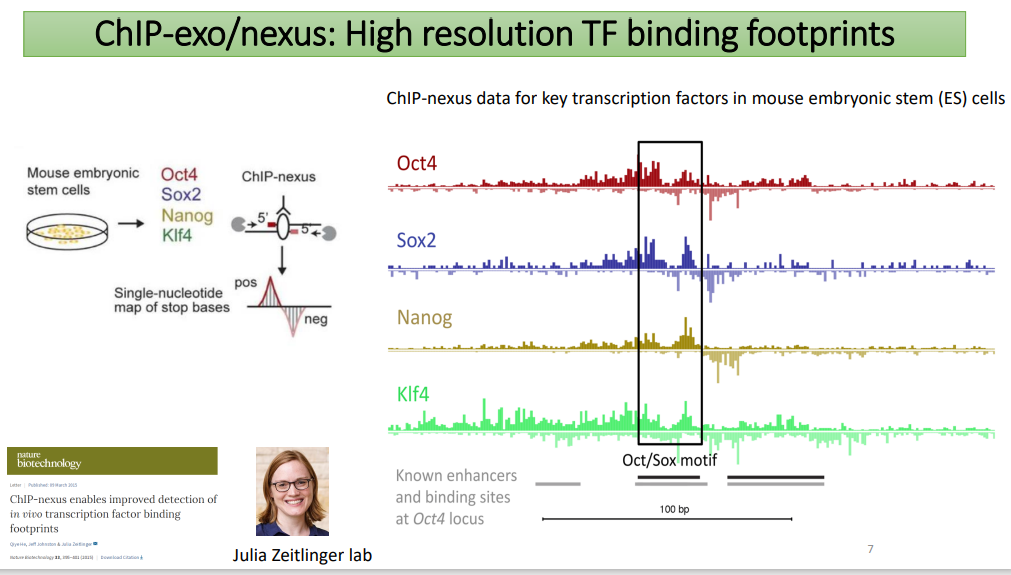 ChIP-exo/nexus: High resolution TF binding footprints
ChIP-nexus data for key transcription factors in mouse embryonic stem (ES) cells
Mouse embryonic
stem cells
Oct4
Sox2
Nanog
Klf4
ChIP-nexus
5'
5'
pos
Single-nucleotide
map of stop bases
neg
Oct4
Sox2
Nanog
Klf4
Oct/Sox motif
Known enhancers
and binding sites
at Oct4 locus
100 bp
nature
biotechnology
Letter | Published: 09 March 2015
ChIP-nexus enables improved detection of
in vivo transcription factor binding
footprints
Qiye He, Jeff Johnston & Julia Zeitlinger
Nature Biotechnology 33, 395–401 (2015) | Download Citation
Julia Zeitlinger lab
7